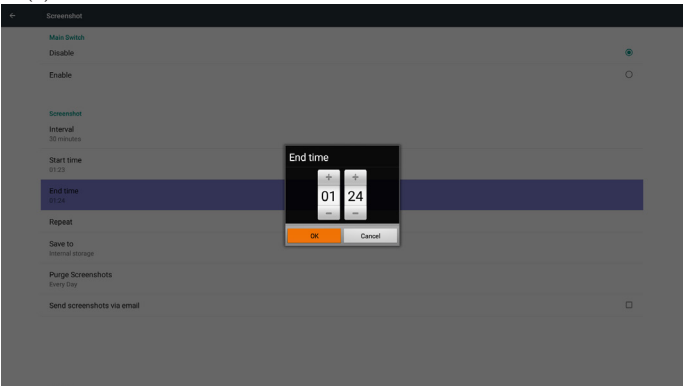 Screenshot
Main Switch
Disable
Enable
Screenshot
Interval
30 minutes
Start time
01:23
End time
01:24
Repeat
Save to
Internal storage
Purge Screenshots
Every Day
Send screenshots via email
End time
+ +
01 24
- -
OK Cancel